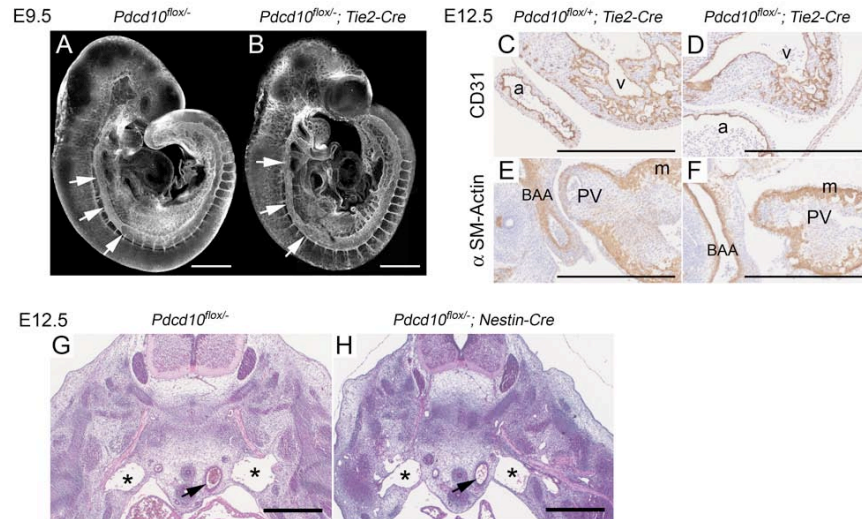 E9.5 Pdcd10flox/- Pdcd10flox/-; Tie2-Cre E12.5 Pdcd10flox/+; Tie2-Cre Pdcd10flox/-; Tie2-Cre
A B C D
CD31
a v a v
E F
α SM-Actin
BAA PV m BAA PV m
E12.5 Pdcd10flox/- Pdcd10flox/-; Nestin-Cre
G H
* * * *